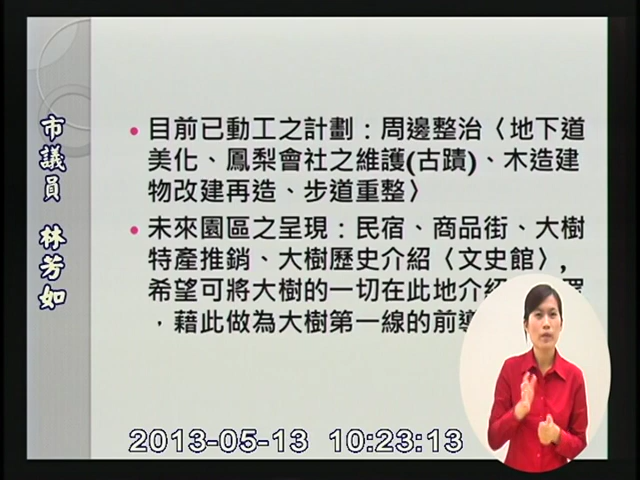 市議員 林芳如
•目前已動工之計劃：周邊整治〈地下道
美化、鳳梨會社之維護(古蹟)、木造建
物改建再造、步道重整〉
•未來園區之呈現：民宿、商品街、大樹
特產推銷、大樹歷史介紹〈文史館〉,
希望可將大樹的一切在此地介紹
，藉此做為大樹第一線的前導
2013-05-13 10:23:13